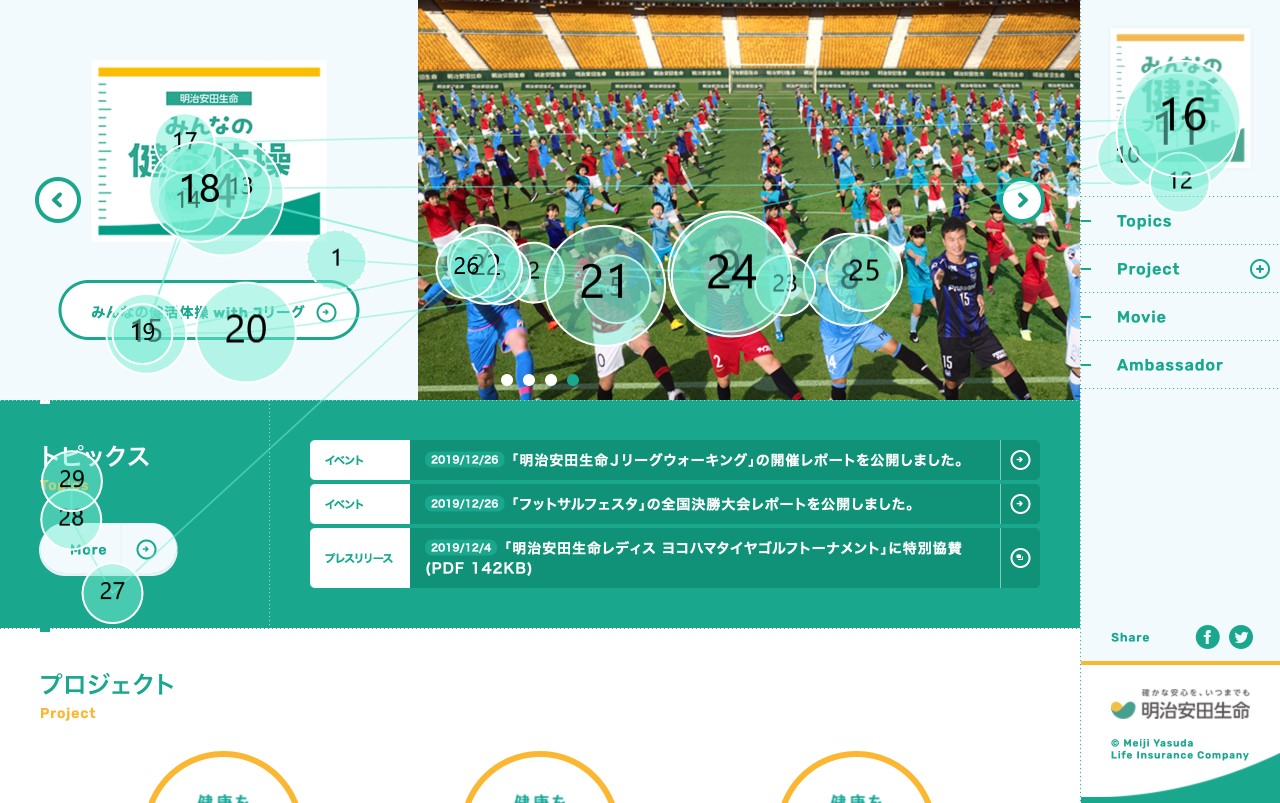 明治安田生命
みんなの
健活体操
みんなの健活体操 with Jリーグ
明治安田生命
みんなの
健活
プロジェクト
Topics
Project
Movie
Ambassador
17
18
14
13
1
19
15
20
26
22
2
21
5
24
23
8
25
16
11
10
12
29
28
27
トピックス
Topics
More
イベント
2019/12/26 「明治安田生命Jリーグウォーキング」の開催レポートを公開しました。
イベント
2019/12/26 「フットサルフェスタ」の全国決勝大会レポートを公開しました。
プレスリリース
2019/12/4 「明治安田生命レディス ヨコハマタイヤゴルフトーナメント」に特別協賛
(PDF 142KB)
プロジェクト
Project
健康を
健康を
健康を
Share
確かな安心を、いつまでも
明治安田生命
© Meiji Yasuda
Life Insurance Company